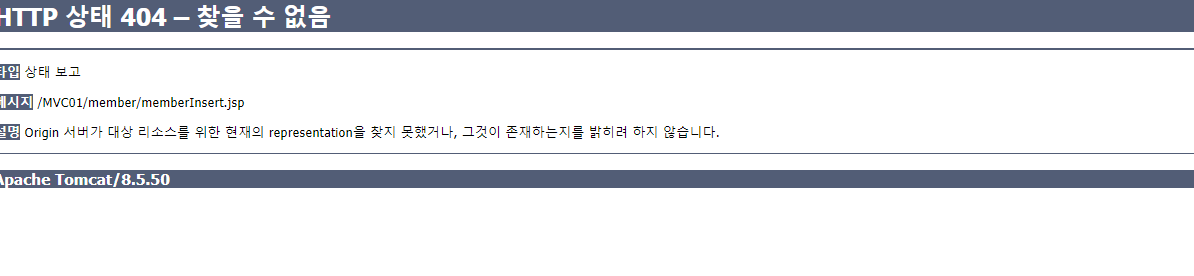 HTTP 상태 404 – 찾을 수 없음
타입 상태 보고
메시지 /MVC01/member/memberInsert.jsp
설명 Origin 서버가 대상 리소스를 위한 현재의 representation을 찾지 못했거나, 그것이 존재하는지를 밝히려 하지 않습니다.
Apache Tomcat/8.5.50